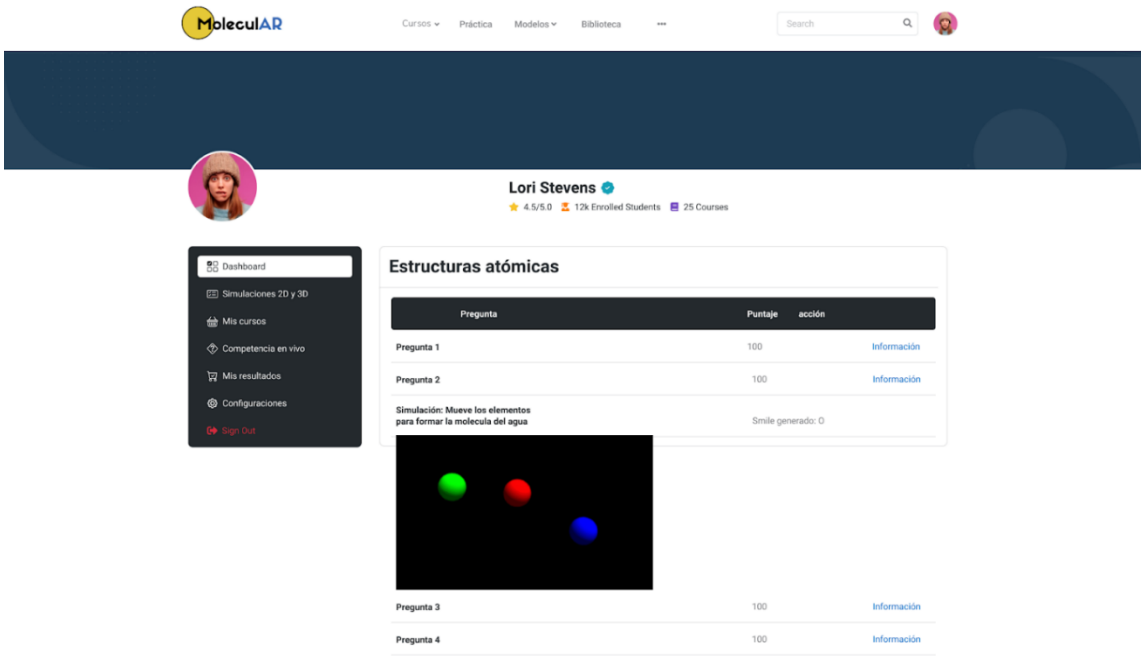 MoleculAR
Cursos Práctica Modelos Biblioteca ••• Search
Lori Stevens
4.5/5.0 12k Enrolled Students 25 Courses
Dashboard
Simulaciones 2D y 3D
Mis cursos
Competencia en vivo
Mis resultados
Configuraciones
Sign Out
Estructuras atómicas
Pregunta Puntaje acción
Pregunta 1 100 Información
Pregunta 2 100 Información
Simulación: Mueve los elementos
para formar la molecula del agua Smile generado: O
Pregunta 3 100 Información
Pregunta 4 100 Información